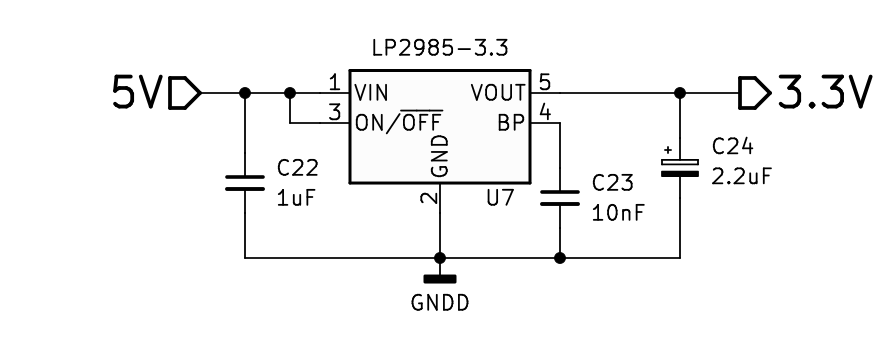 LP2985-3.3
5V
1
VIN
VOUT
5
3.3V
3
ON/OFF
BP
4
GND
C22
1uF
2
U7
C23
10nF
+
C24
2.2uF
GNDD